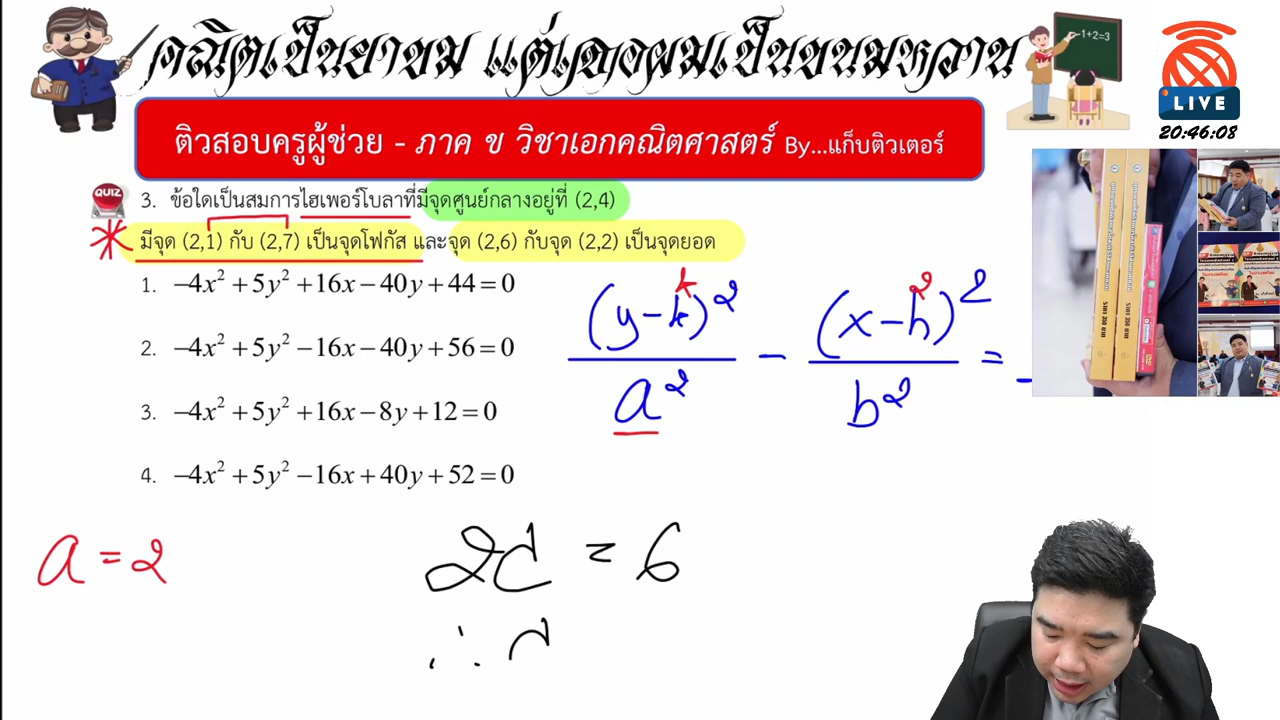 คณิตเป็นยาขม แต่เจอผมเป็นขนมหวาน
1+2=3
LIVE
20:46:08
ติวสอบครูผู้ช่วย - ภาค ข วิชาเอกคณิตศาสตร์ By...แก็บติวเตอร์
QUIZ
3. ข้อใดเป็นสมการไฮเพอร์โบลาที่มีจุดศูนย์กลางอยู่ที่ (2,4)
มีจุด (2,1) กับ (2,7) เป็นจุดโฟกัส และจุด (2,6) กับจุด (2,2) เป็นจุดยอด
1. −4x² + 5y² + 16x − 40y + 44 = 0
2. −4x² + 5y² − 16x − 40y + 56 = 0
3. −4x² + 5y² + 16x − 8y + 12 = 0
4. −4x² + 5y² − 16x + 40y + 52 = 0
k 2
(y−k)² − (x−h)² =
a² b²
a = 2
2c = 6
∴ c